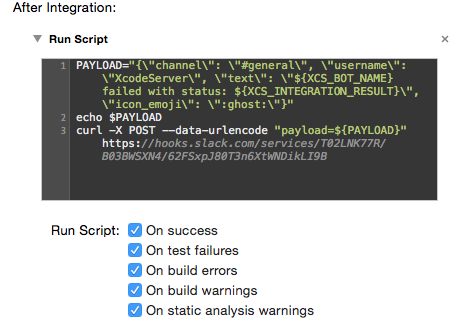 After Integration:
Run Script
1 PAYLOAD="{\"channel\": \"#general\", \"username\":
\"XcodeServer\", \"text\": \"${XCS_BOT_NAME}
failed with status: ${XCS_INTEGRATION_RESULT}\",
\"icon_emoji\": \":ghost:\"}"
2 echo $PAYLOAD
3 curl -X POST --data-urlencode "payload=${PAYLOAD}"
https://hooks.slack.com/services/T02LNK77R/
B03BWSXN4/62FSxpJ80T3n6XtWNDikLI9B
Run Script: On success
On test failures
On build errors
On build warnings
On static analysis warnings